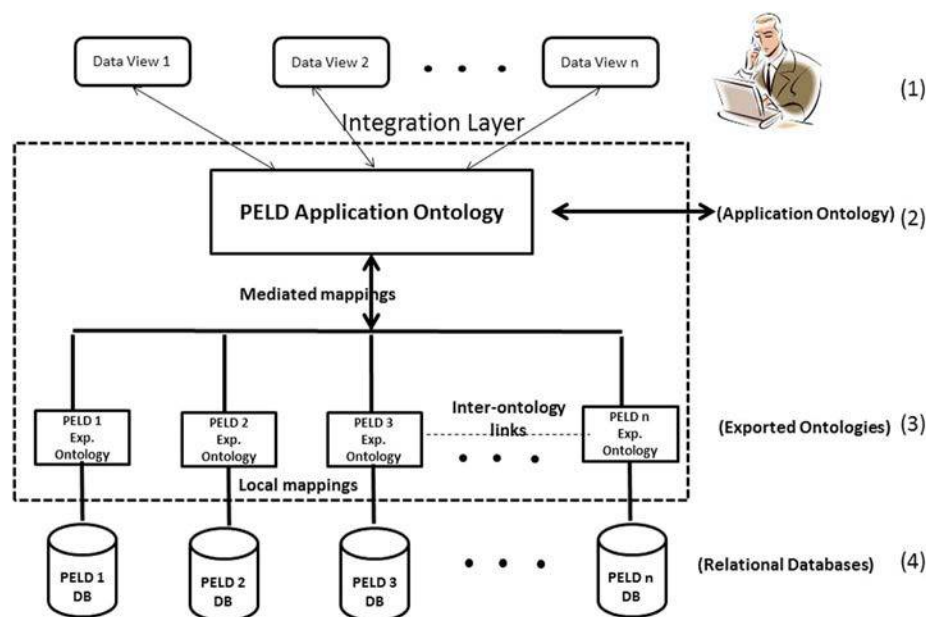 Data View 1
Data View 2
Data View n
(1)
Integration Layer
PELD Application Ontology
(Application Ontology)
(2)
Mediated mappings
PELD 1
Exp.
Ontology
PELD 2
Exp.
Ontology
PELD 3
Exp.
Ontology
Inter-ontology
links
PELD n
Exp.
Ontology
(Exported Ontologies)
(3)
Local mappings
PELD 1
DB
PELD 2
DB
PELD 3
DB
PELD n
DB
(Relational Databases)
(4)